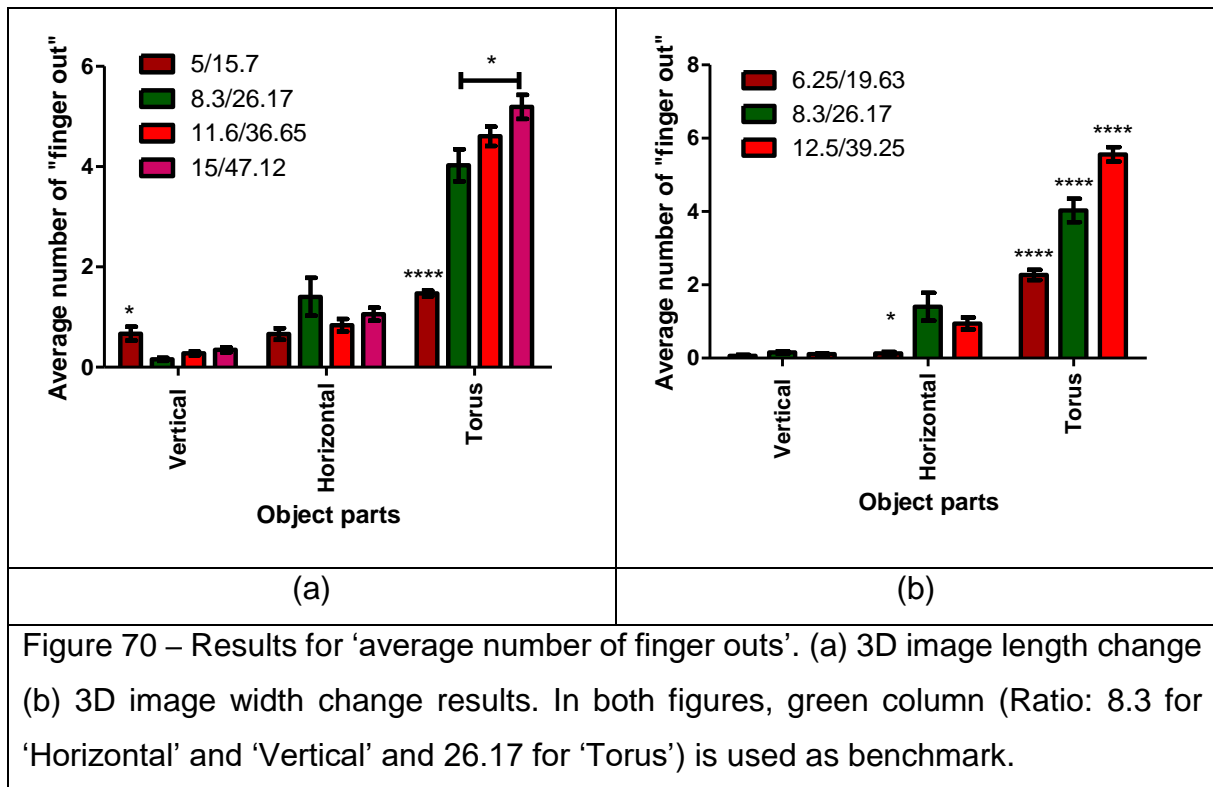 Average number of "finger out"
6
4
2
0
5/15.7
8.3/26.17
11.6/36.65
15/47.12
*
****
*
Vertical
Horizontal
Torus
Object parts
(a)
Average number of "finger out"
8
6
4
2
0
6.25/19.63
8.3/26.17
12.5/39.25
*
****
****
****
Vertical
Horizontal
Torus
Object parts
(b)
Figure 70 – Results for ‘average number of finger outs’. (a) 3D image length change
(b) 3D image width change results. In both figures, green column (Ratio: 8.3 for
‘Horizontal’ and ‘Vertical’ and 26.17 for ‘Torus’) is used as benchmark.